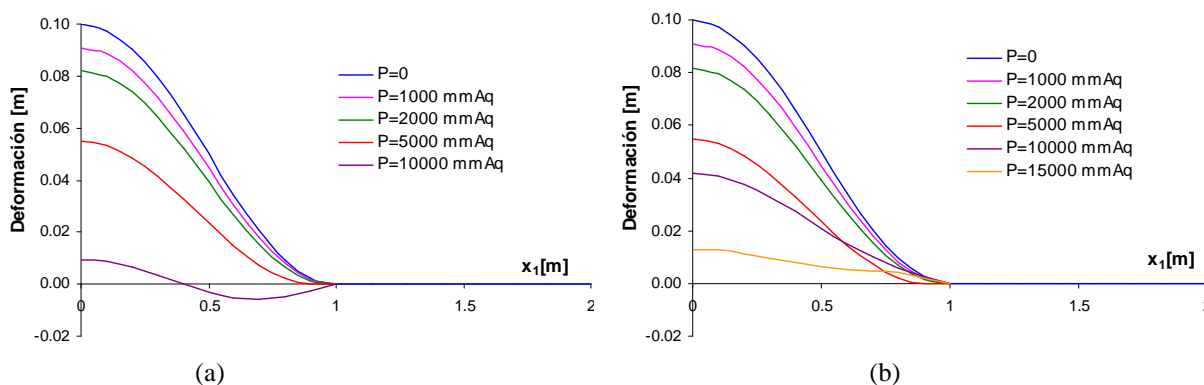 0.10
0.08
0.06
0.04
0.02
0.00
-0.02
Deformación [m]
0
0.5
1
1.5
2
x1[m]
P=0
P=1000 mmAq
P=2000 mmAq
P=5000 mmAq
P=10000 mmAq
(a)
0.10
0.08
0.06
0.04
0.02
0.00
-0.02
Deformación [m]
0
0.5
1
1.5
2
x1[m]
P=0
P=1000 mmAq
P=2000 mmAq
P=5000 mmAq
P=10000 mmAq
P=15000 mmAq
(b)